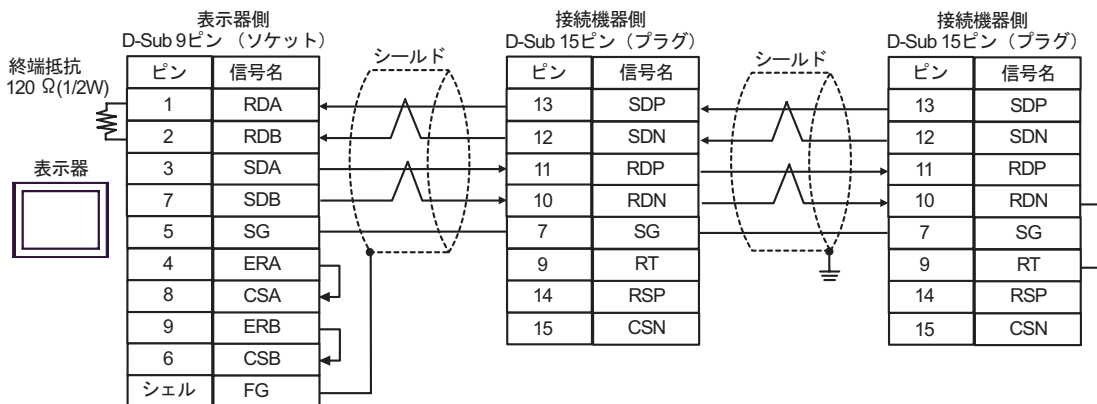 表示器側
D-Sub 9ピン (ソケット)
終端抵抗
120 Ω(1/2W)
表示器
ピン 信号名
1 RDA
2 RDB
3 SDA
7 SDB
5 SG
4 ERA
8 CSA
9 ERB
6 CSB
シェル FG
シールド
接続機器側
D-Sub 15ピン (プラグ)
ピン 信号名
13 SDP
12 SDN
11 RDP
10 RDN
7 SG
9 RT
14 RSP
15 CSN
シールド
接続機器側
D-Sub 15ピン (プラグ)
ピン 信号名
13 SDP
12 SDN
11 RDP
10 RDN
7 SG
9 RT
14 RSP
15 CSN